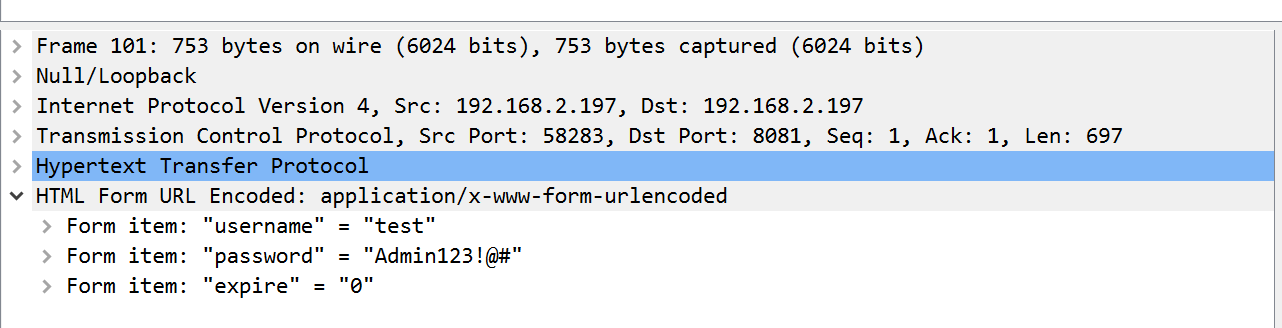 Frame 101: 753 bytes on wire (6024 bits), 753 bytes captured (6024 bits)
Null/Loopback
Internet Protocol Version 4, Src: 192.168.2.197, Dst: 192.168.2.197
Transmission Control Protocol, Src Port: 58283, Dst Port: 8081, Seq: 1, Ack: 1, Len: 697
Hypertext Transfer Protocol
HTML Form URL Encoded: application/x-www-form-urlencoded
Form item: "username" = "test"
Form item: "password" = "Admin123!@#"
Form item: "expire" = "0"